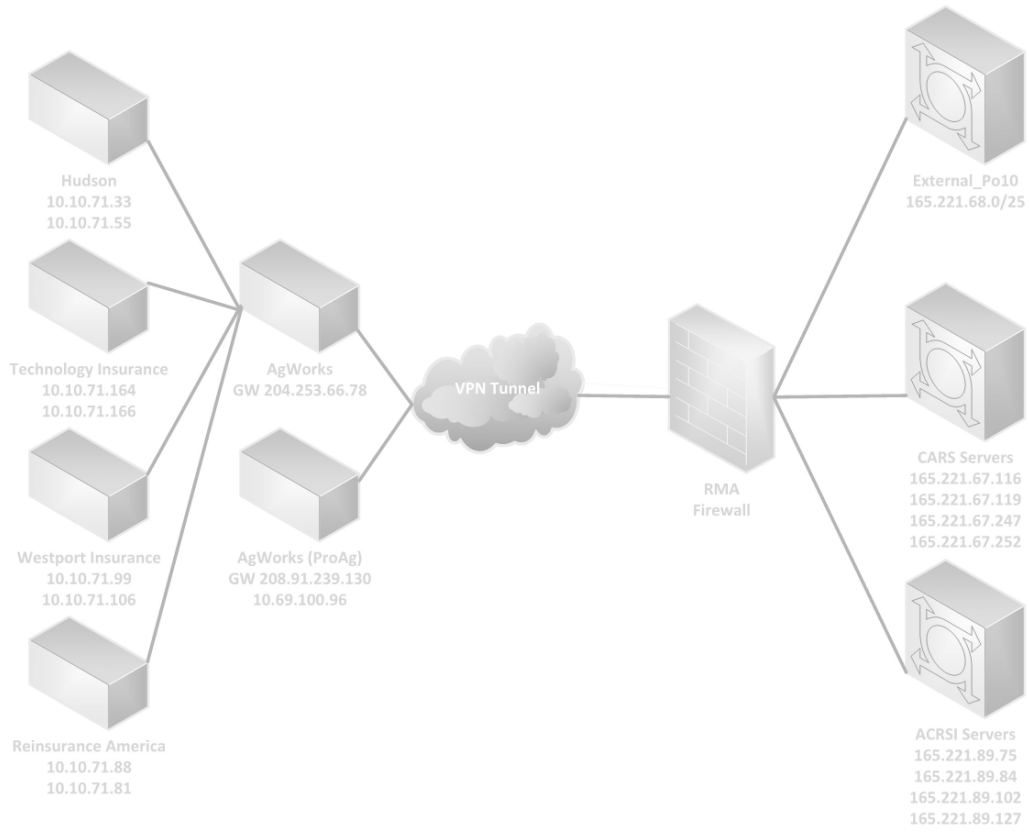 Hudson
10.10.71.33
10.10.71.55
Technology Insurance
10.10.71.164
10.10.71.166
Westport Insurance
10.10.71.99
10.10.71.106
Reinsurance America
10.10.71.88
10.10.71.81
AgWorks
GW 204.253.66.78
AgWorks (ProAg)
GW 208.91.239.130
10.69.100.96
VPN Tunnel
RMA
Firewall
External_Po10
165.221.68.0/25
CARS Servers
165.221.67.116
165.221.67.119
165.221.67.247
165.221.67.252
ACRSI Servers
165.221.89.75
165.221.89.84
165.221.89.102
165.221.89.127